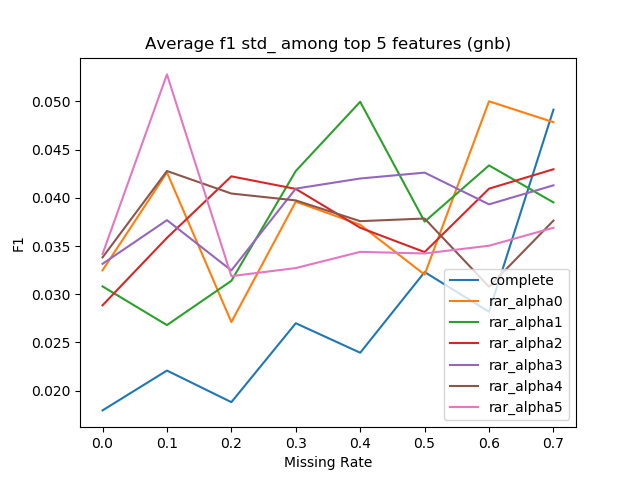 Average f1 std_ among top 5 features (gnb)
F1
0.050
0.045
0.040
0.035
0.030
0.025
0.020
0.0 0.1 0.2 0.3 0.4 0.5 0.6 0.7
Missing Rate
complete
rar_alpha0
rar_alpha1
rar_alpha2
rar_alpha3
rar_alpha4
rar_alpha5